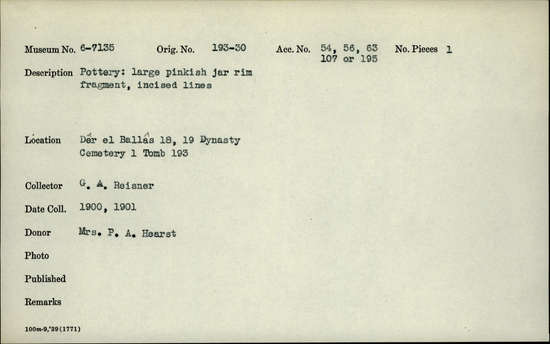 Museum No. 6-7135 Orig. No. 193-30 Acc. No. 54, 56, 63 No. Pieces 1
107 or 195
Description Pottery: large pinkish jar rim
fragment, incised lines
Location Dêr el Ballâs 18, 19 Dynasty
Cemetery 1 Tomb 193
Collector G. A. Reisner
Date Coll. 1900, 1901
Donor Mrs. P. A. Hearst
Photo
Published
Remarks
100m-9,'39(1771)